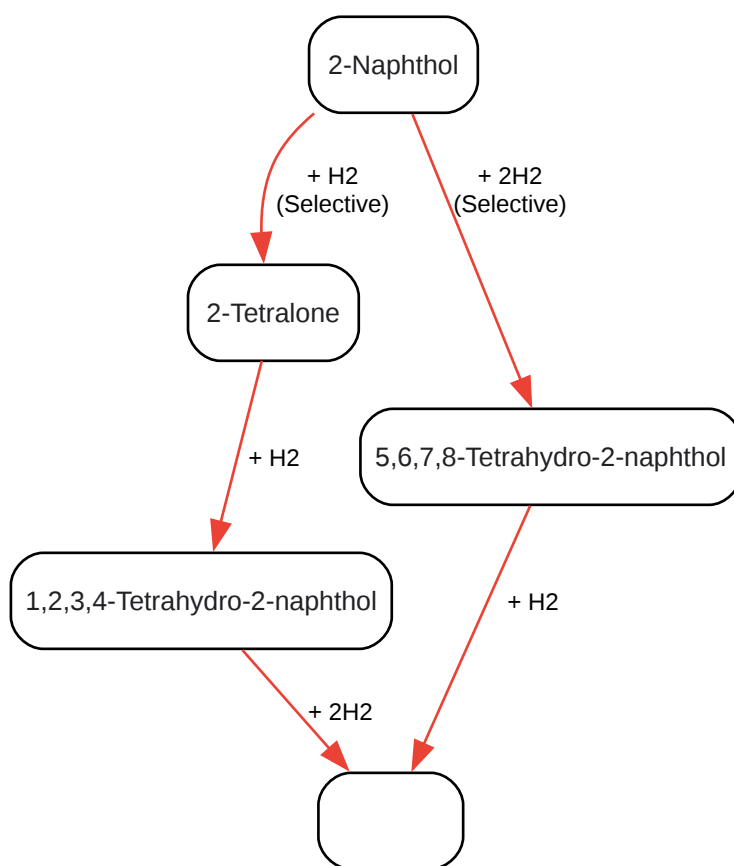 2-Naphthol
+ H2
(Selective)
+ 2H2
(Selective)
2-Tetralone
5,6,7,8-Tetrahydro-2-naphthol
+ H2
1,2,3,4-Tetrahydro-2-naphthol
+ H2
+ 2H2